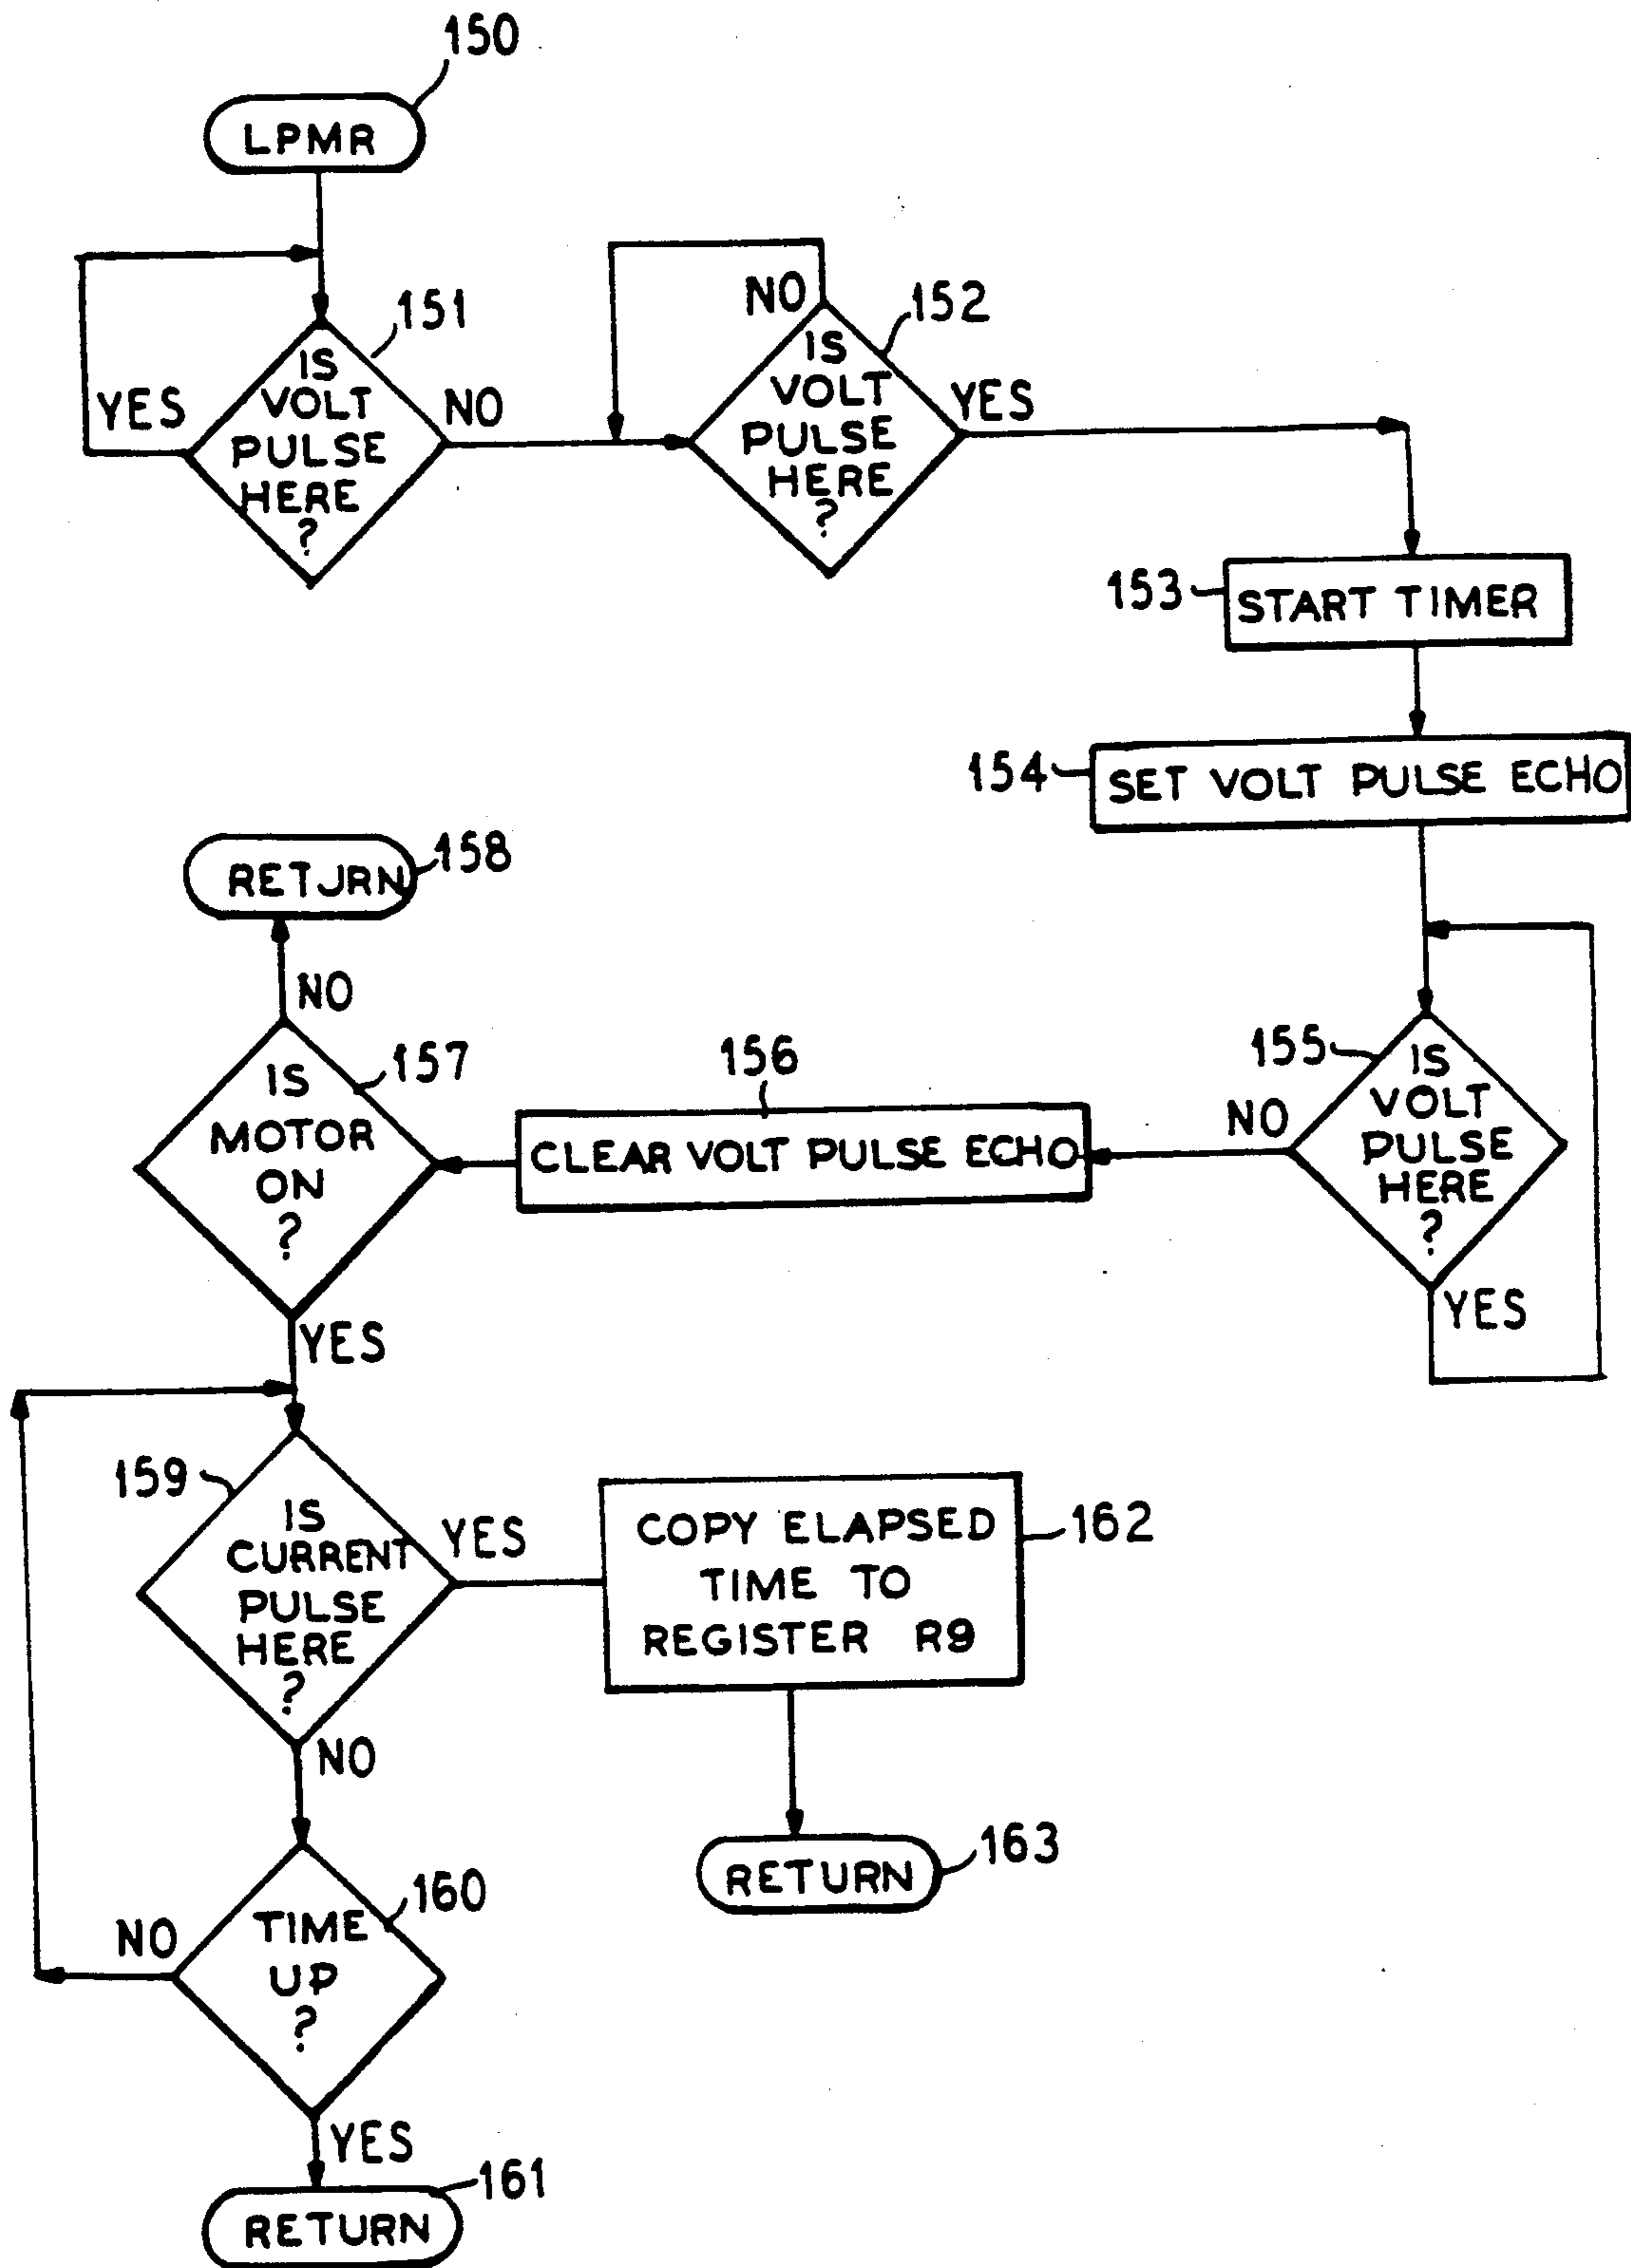 150
LPMR
151
IS
VOLT
PULSE
HERE
?
YES
NO
152
NO
IS
VOLT
PULSE
HERE
?
YES
153
START TIMER
154
SET VOLT PULSE ECHO
155
IS
VOLT
PULSE
HERE
?
NO
YES
156
CLEAR VOLT PULSE ECHO
157
IS
MOTOR
ON
?
NO
158
RETJRN
YES
159
IS
CURRENT
PULSE
HERE
?
YES
162
COPY ELAPSED
TIME TO
REGISTER R9
163
RETURN
NO
160
TIME
UP
?
NO
YES
161
RETURN